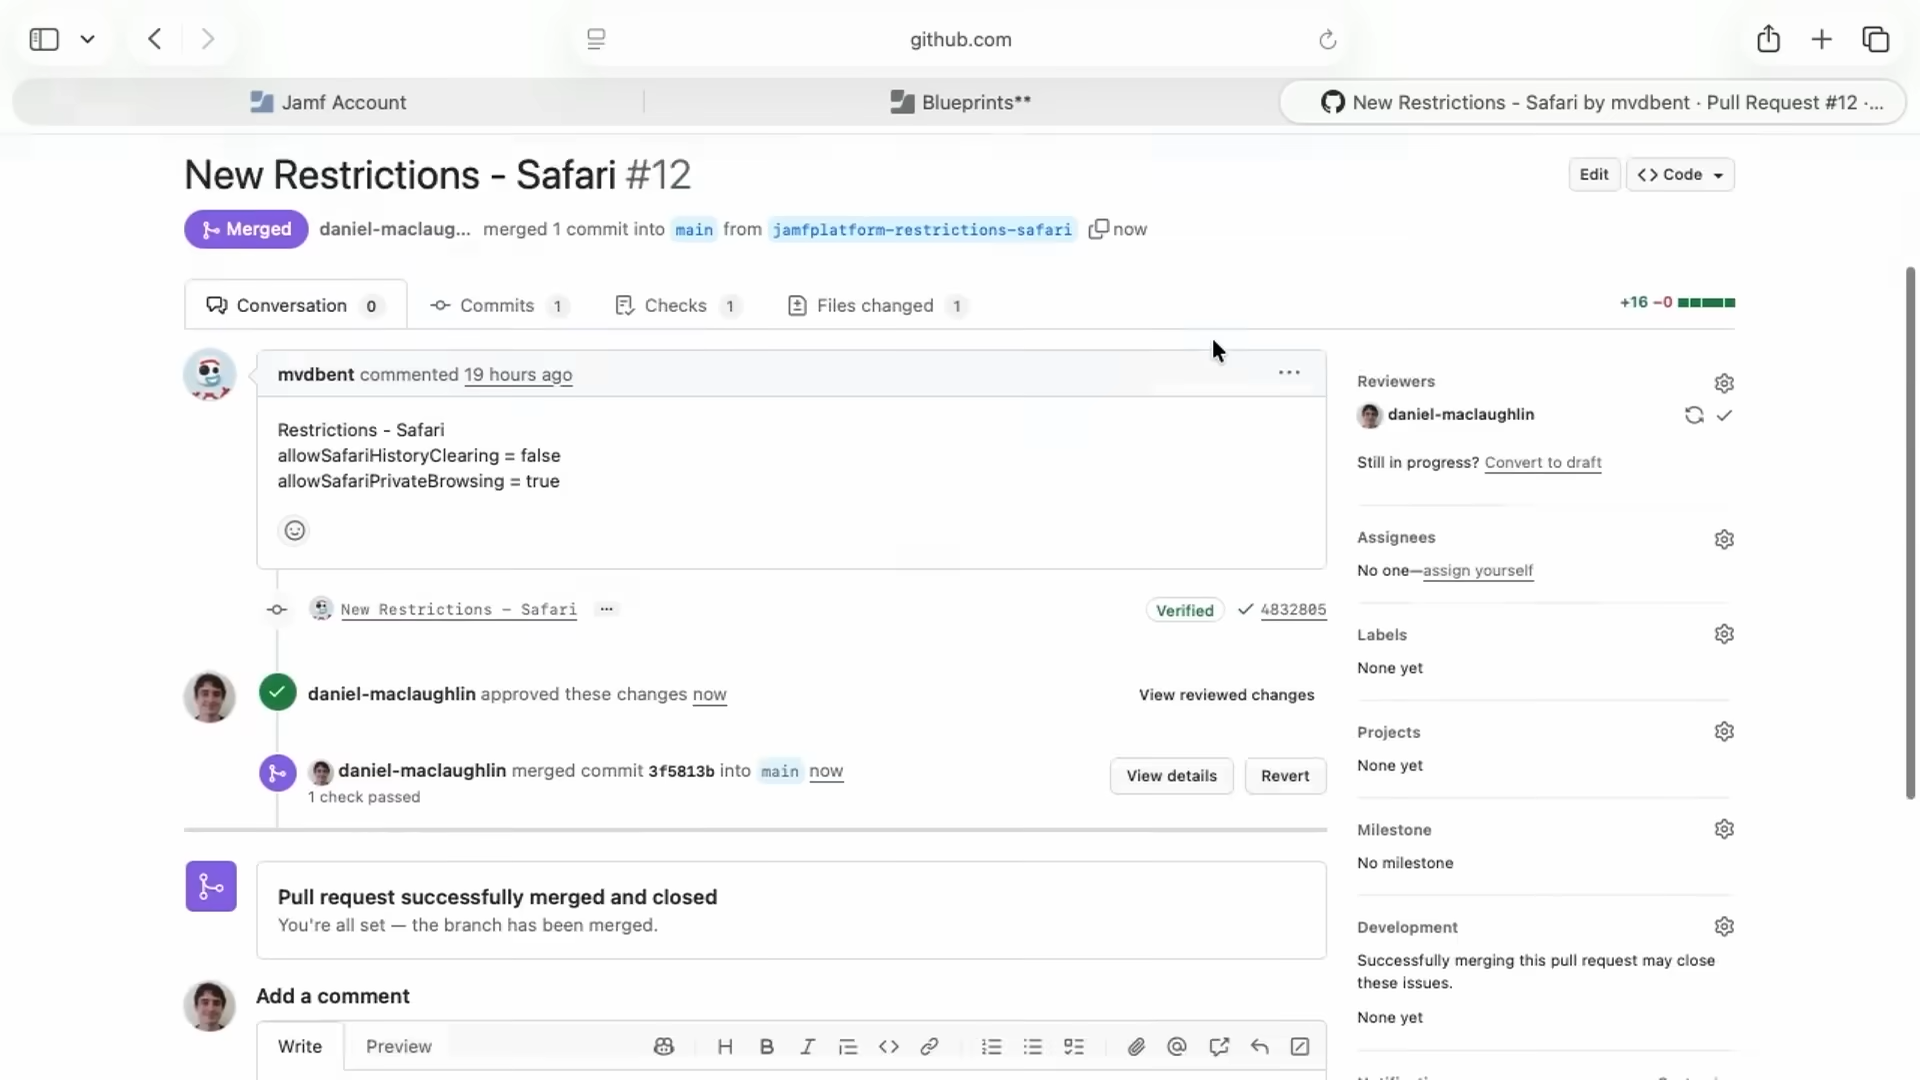 github.com
Jamf Account
Blueprints**
New Restrictions - Safari by mvdbent · Pull Request #12 ·...
New Restrictions - Safari #12
Edit
<> Code
Merged
daniel-maclaug... merged 1 commit into main from jamfplatform-restrictions-safari now
Conversation 0
Commits 1
Checks 1
Files changed 1
+16 −0
mvdbent commented 19 hours ago
Restrictions - Safari
allowSafariHistoryClearing = false
allowSafariPrivateBrowsing = true
New Restrictions – Safari
Verified
4832805
daniel-maclaughlin approved these changes now
View reviewed changes
daniel-maclaughlin merged commit 3f5813b into main now
1 check passed
View details
Revert
Pull request successfully merged and closed
You're all set — the branch has been merged.
Add a comment
Write
Preview
H B I
Reviewers
daniel-maclaughlin
Still in progress? Convert to draft
Assignees
No one—assign yourself
Labels
None yet
Projects
None yet
Milestone
No milestone
Development
Successfully merging this pull request may close
these issues.
None yet